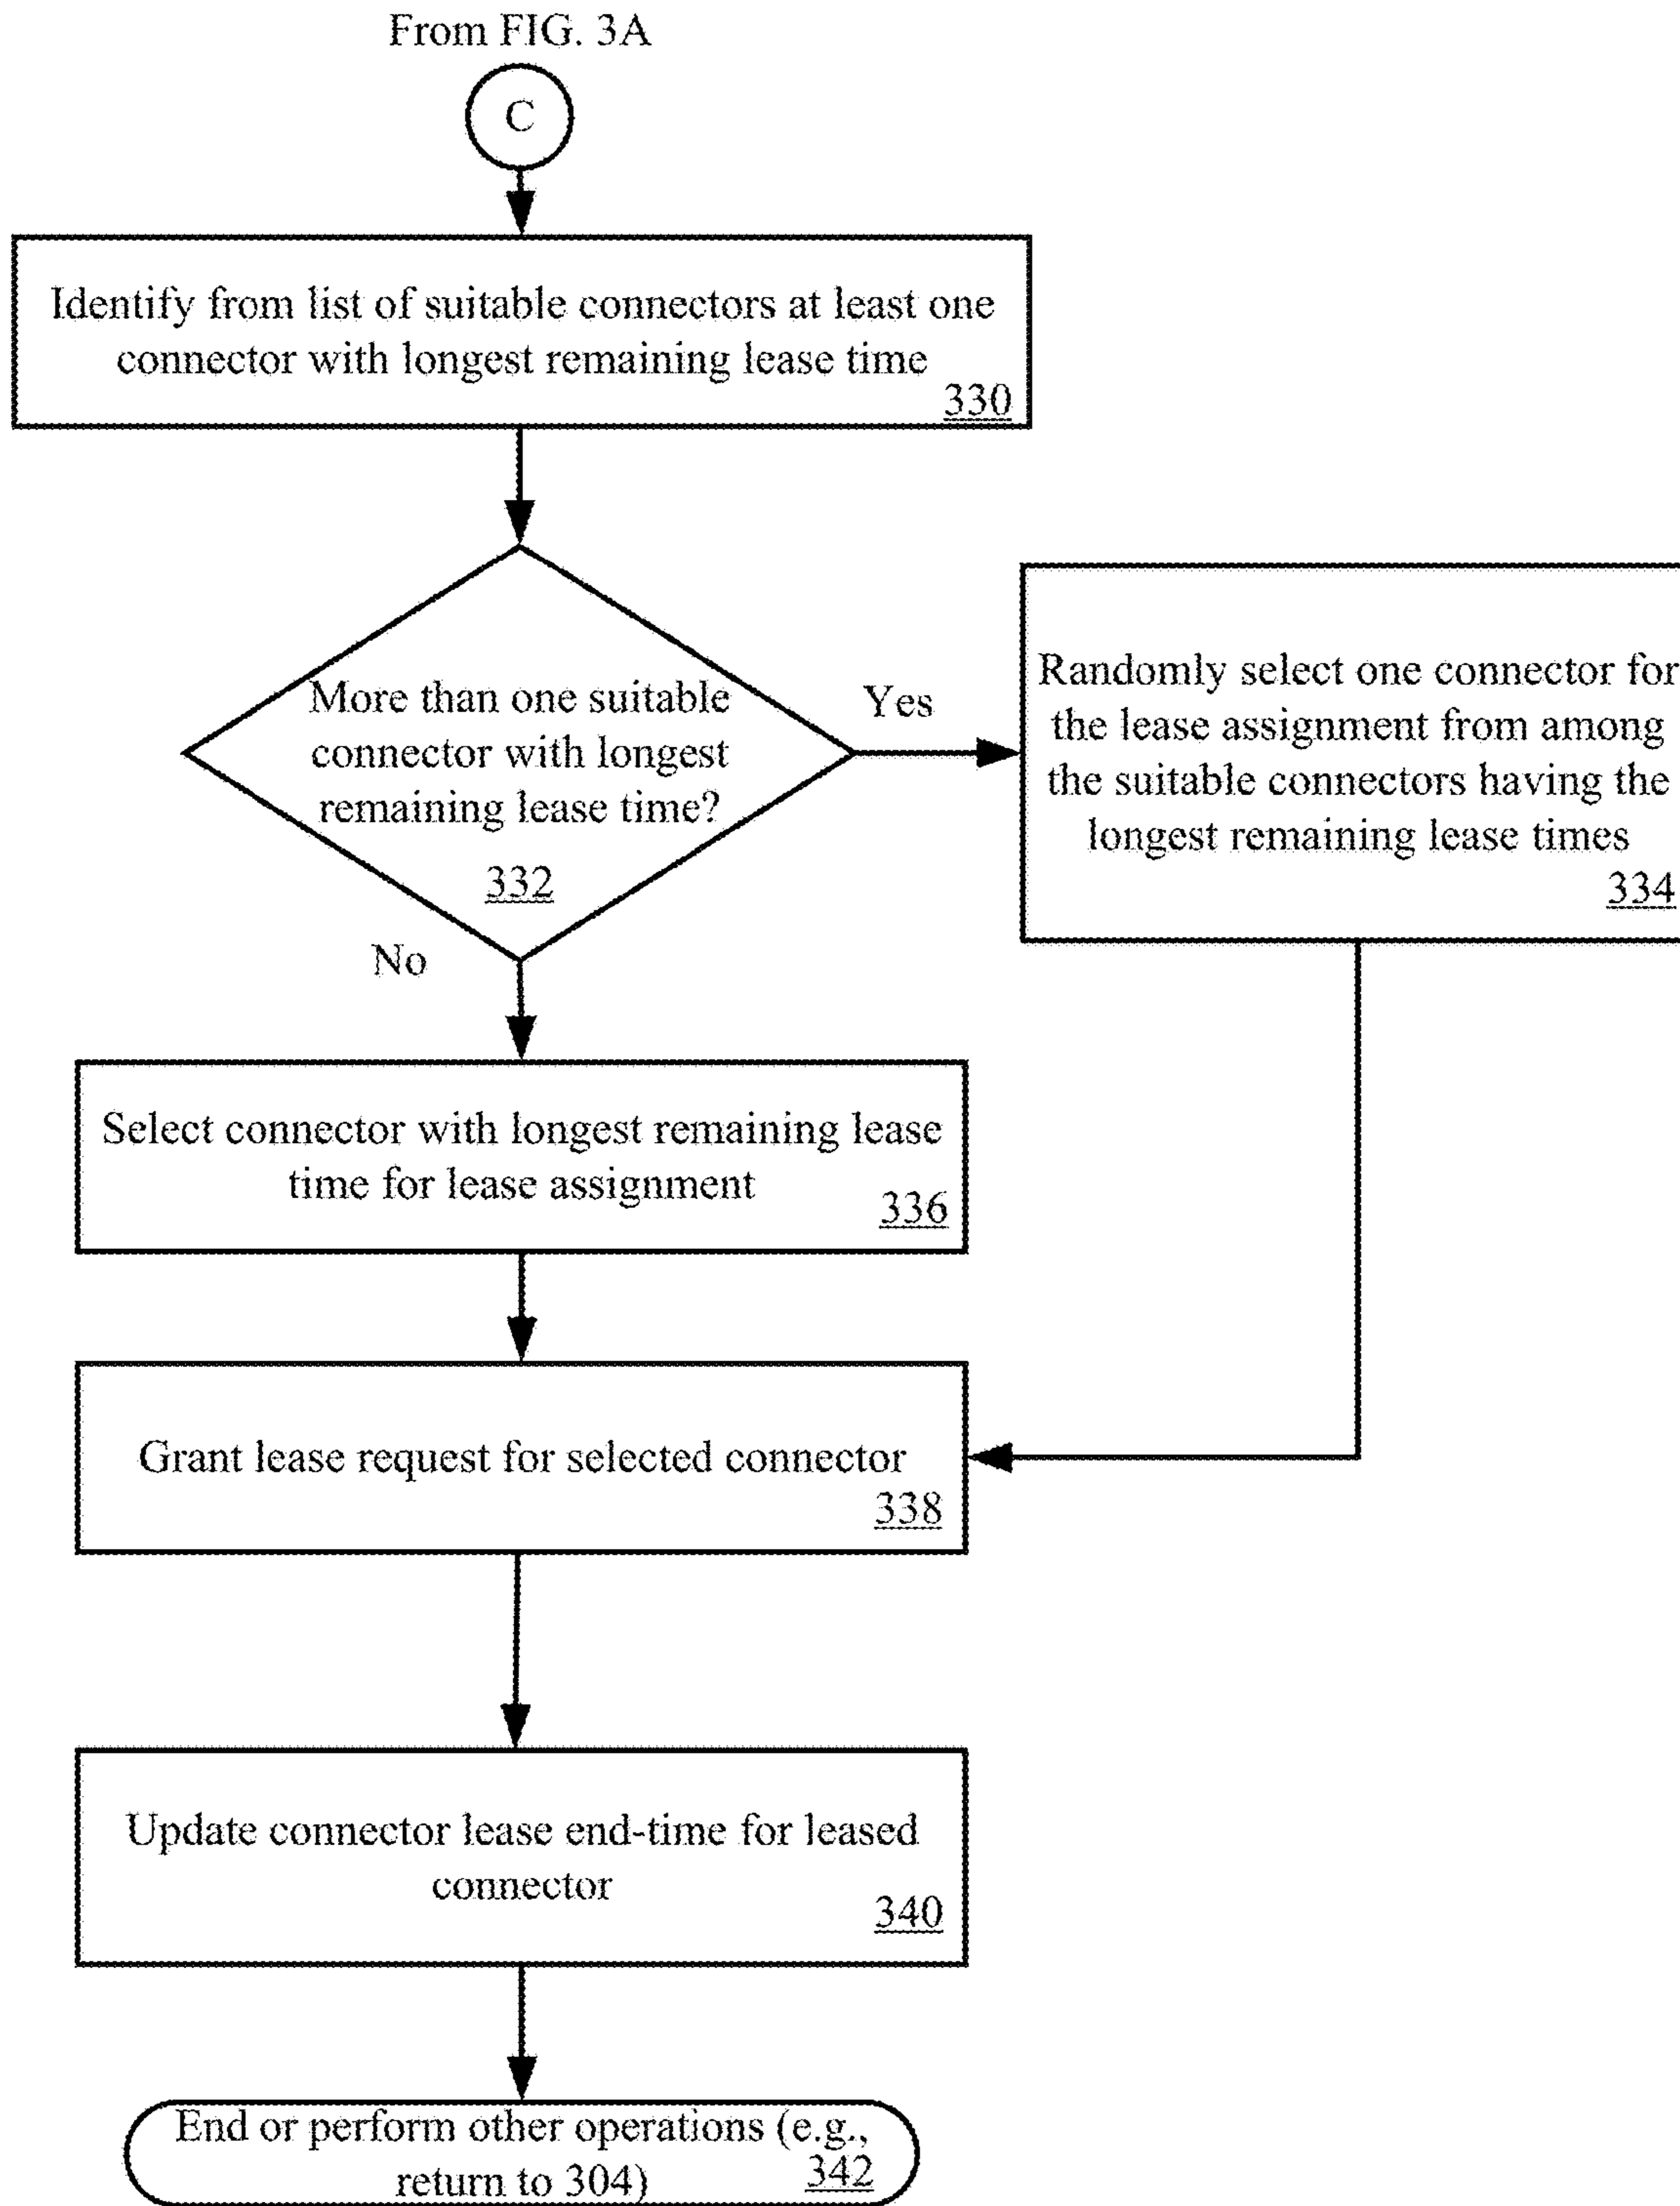 From FIG. 3A
C
Identify from list of suitable connectors at least one
connector with longest remaining lease time
330
More than one suitable
connector with longest
remaining lease time?
332
Yes
Randomly select one connector for
the lease assignment from among
the suitable connectors having the
longest remaining lease times
334
No
Select connector with longest remaining lease
time for lease assignment
336
Grant lease request for selected connector
338
Update connector lease end-time for leased
connector
340
End or perform other operations (e.g.,
return to 304)
342